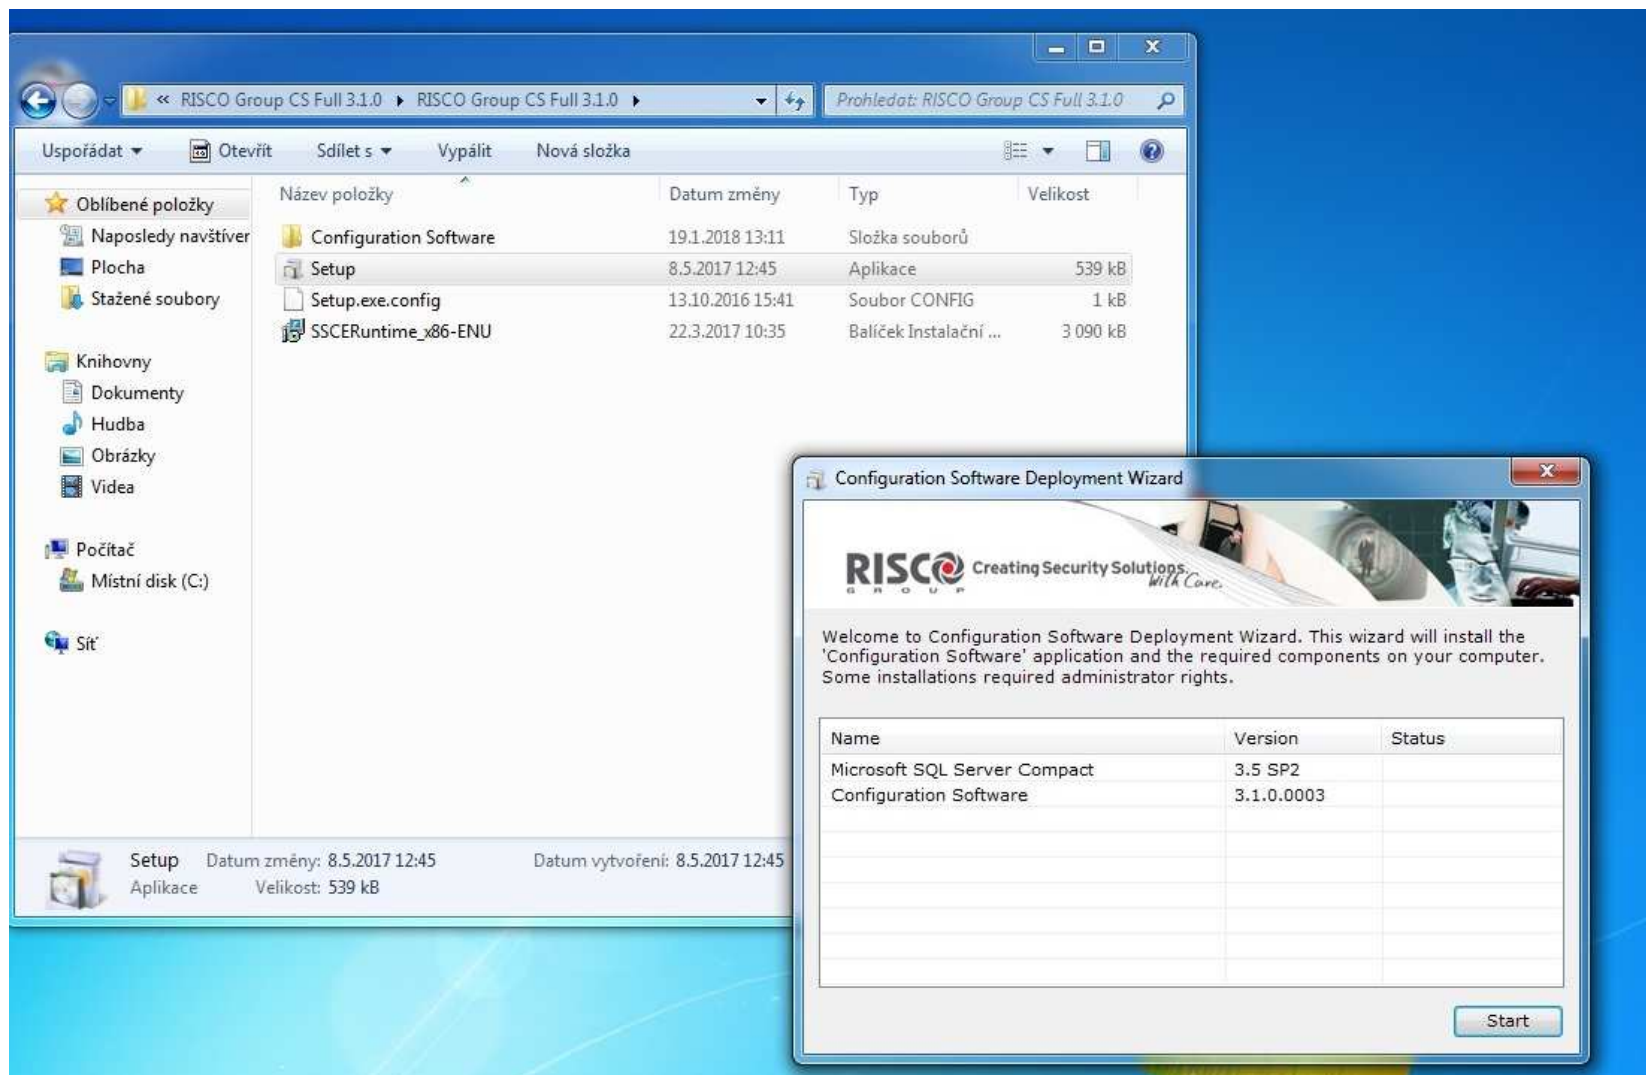 « RISCO Group CS Full 3.1.0 RISCO Group CS Full 3.1.0
Prohledat: RISCO Group CS Full 3.1.0
Uspořádat Otevřít Sdílet s Vypálit Nová složka
Oblíbené položky
Naposledy navštíver
Plocha
Stažené soubory
Knihovny
Dokumenty
Hudba
Obrázky
Videa
Počítač
Místní disk (C:)
Síť
Název položky Datum změny Typ Velikost
Configuration Software 19.1.2018 13:11 Složka souborů
Setup 8.5.2017 12:45 Aplikace 539 kB
Setup.exe.config 13.10.2016 15:41 Soubor CONFIG 1 kB
SSCERuntime_x86-ENU 22.3.2017 10:35 Balíček Instalační ... 3 090 kB
Setup Datum změny: 8.5.2017 12:45 Datum vytvoření: 8.5.2017 12:45
Aplikace Velikost: 539 kB
Configuration Software Deployment Wizard
RISCO Creating Security Solutions.
GROUP With Care.
Welcome to Configuration Software Deployment Wizard. This wizard will install the
'Configuration Software' application and the required components on your computer.
Some installations required administrator rights.
Name Version Status
Microsoft SQL Server Compact 3.5 SP2
Configuration Software 3.1.0.0003
Start